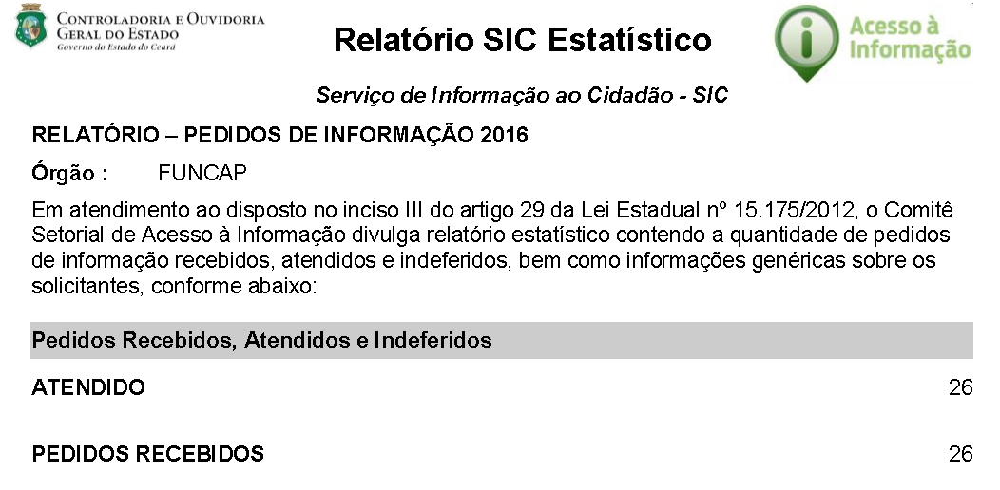 CONTROLADORIA E OUVIDORIA
GERAL DO ESTADO
Governo do Estado do Ceará
Relatório SIC Estatístico
Acesso à
Informação
Serviço de Informação ao Cidadão - SIC
RELATÓRIO – PEDIDOS DE INFORMAÇÃO 2016
Órgão : FUNCAP
Em atendimento ao disposto no inciso III do artigo 29 da Lei Estadual nº 15.175/2012, o Comitê
Setorial de Acesso à Informação divulga relatório estatístico contendo a quantidade de pedidos
de informação recebidos, atendidos e indeferidos, bem como informações genéricas sobre os
solicitantes, conforme abaixo:
Pedidos Recebidos, Atendidos e Indeferidos
ATENDIDO 26
PEDIDOS RECEBIDOS 26